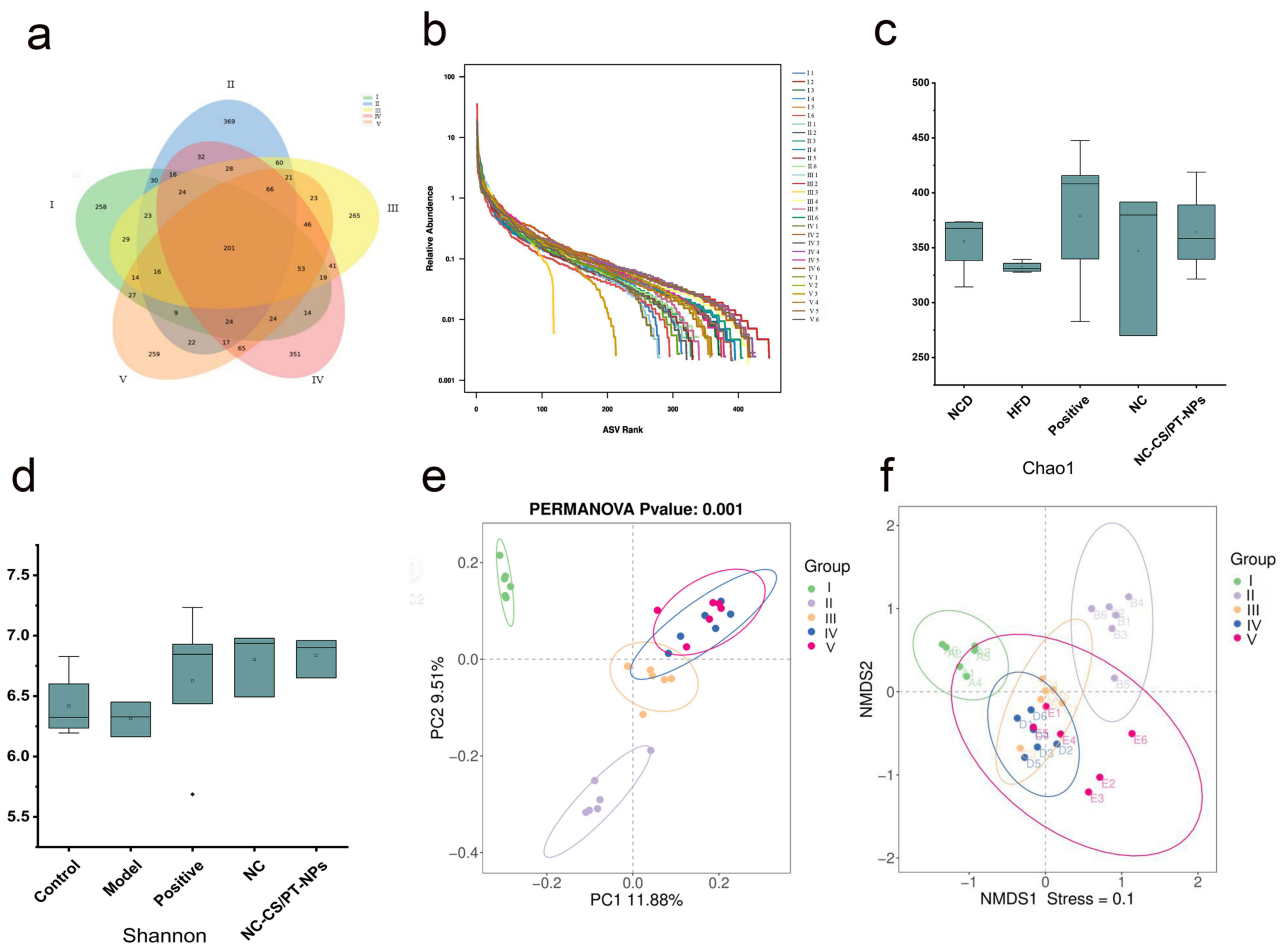 a
II
I
II
III
IV
V
369
32
60
30
16
28
21
24
66
23
I
258
23
46
265
III
29
201
14
16
53
41
19
27
9
24
24
14
22
17
65
259
351
V
IV
b
100
10
1
0.1
0.01
0.001
Relative Abundence
0
100
200
300
400
ASV Rank
I 1
I 2
I 3
I 4
I 5
I 6
II 1
II 2
II 3
II 4
II 5
II 6
III 1
III 2
III 3
III 4
III 5
III 6
IV 1
IV 2
IV 3
IV 4
IV 5
IV 6
V 1
V 2
V 3
V 4
V 5
V 6
c
500
450
400
350
300
250
NCD
HFD
Positive
NC
NC-CS/PT-NPs
Chao1
d
7.5
7.0
6.5
6.0
5.5
Control
Model
Positive
NC
NC-CS/PT-NPs
Shannon
e
PERMANOVA Pvalue: 0.001
0.2
0.0
−0.2
−0.4
PC2 9.51%
−0.2
0.0
0.2
PC1 11.88%
Group
I
II
III
IV
V
f
2
1
0
−1
−2
NMDS2
B6
B4
B1
B3
B5
A4
D1
D6
E1
E5
E4
D3
D2
D5
E6
E2
E3
−1
0
1
2
NMDS1 Stress = 0.1
Group
I
II
III
IV
V